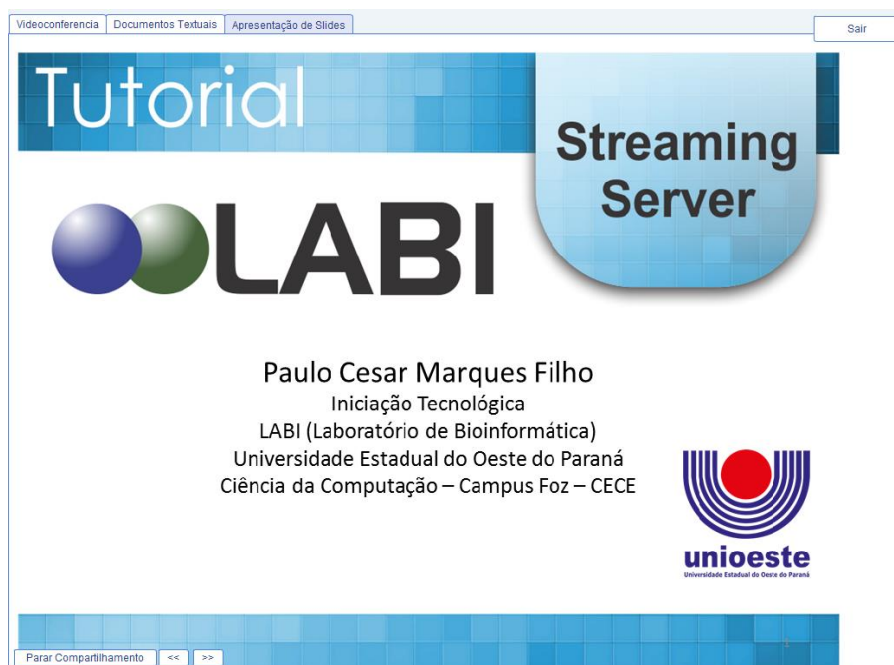 Videoconferencia
Documentos Textuais
Apresentação de Slides
Sair
Tutorial
Streaming
Server
LABI
Paulo Cesar Marques Filho
Iniciação Tecnológica
LABI (Laboratório de Bioinformática)
Universidade Estadual do Oeste do Paraná
Ciência da Computação – Campus Foz – CECE
unioeste
Universidade Estadual do Oeste do Paraná
1
Parar Compartilhamento
<<
>>